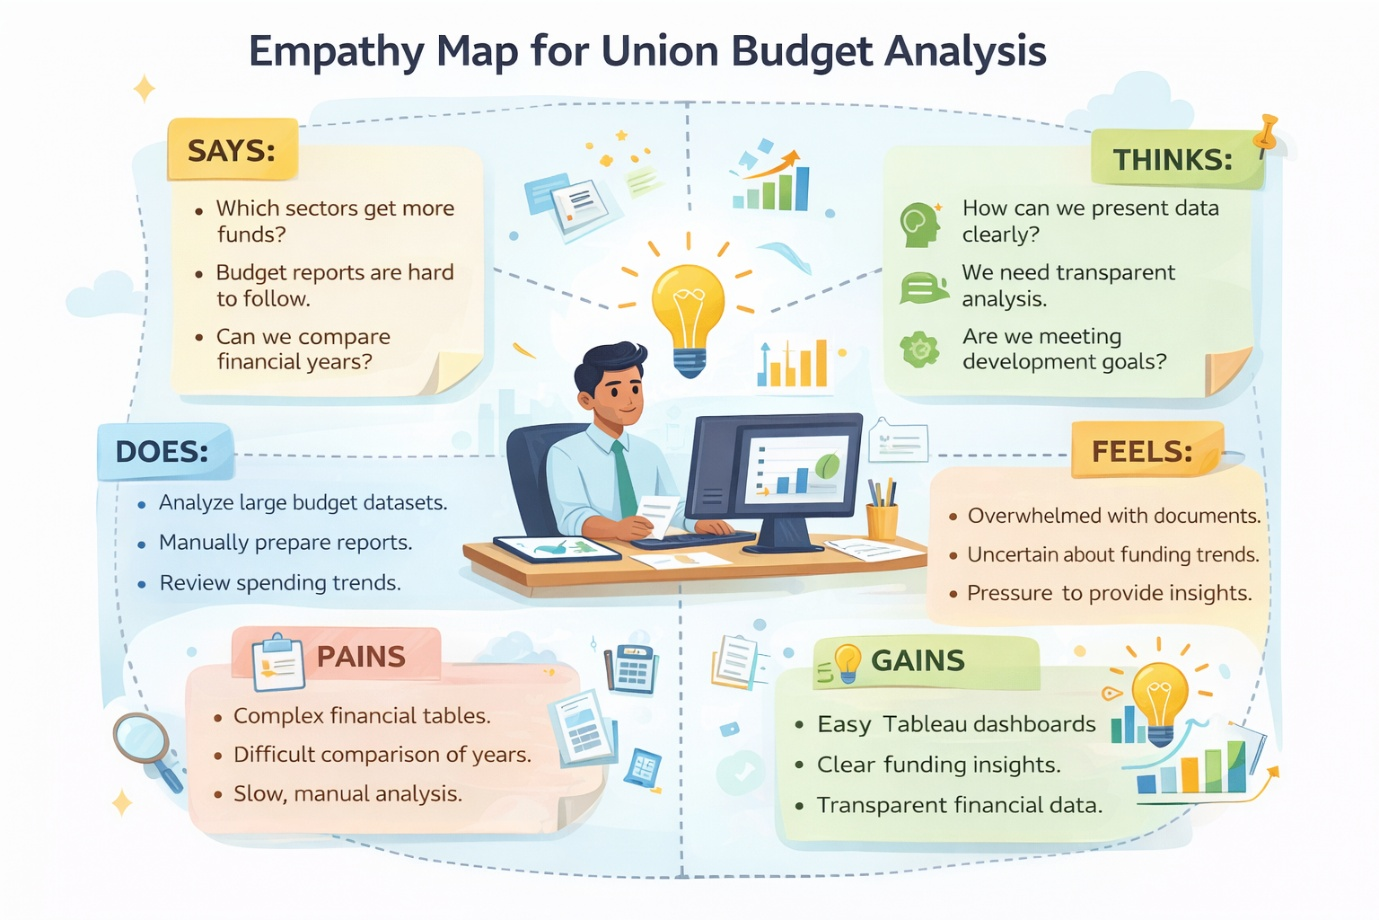 Empathy Map for Union Budget Analysis
SAYS:
• Which sectors get more
funds?
• Budget reports are hard
to follow.
• Can we compare
financial years?
THINKS:
How can we present data
clearly?
We need transparent
analysis.
Are we meeting
development goals?
DOES:
• Analyze large budget datasets.
• Manually prepare reports.
• Review spending trends.
FEELS:
• Overwhelmed with documents.
• Uncertain about funding trends.
• Pressure to provide insights.
PAINS
• Complex financial tables.
• Difficult comparison of years.
• Slow, manual analysis.
GAINS
• Easy Tableau dashboards
• Clear funding insights.
• Transparent financial data.